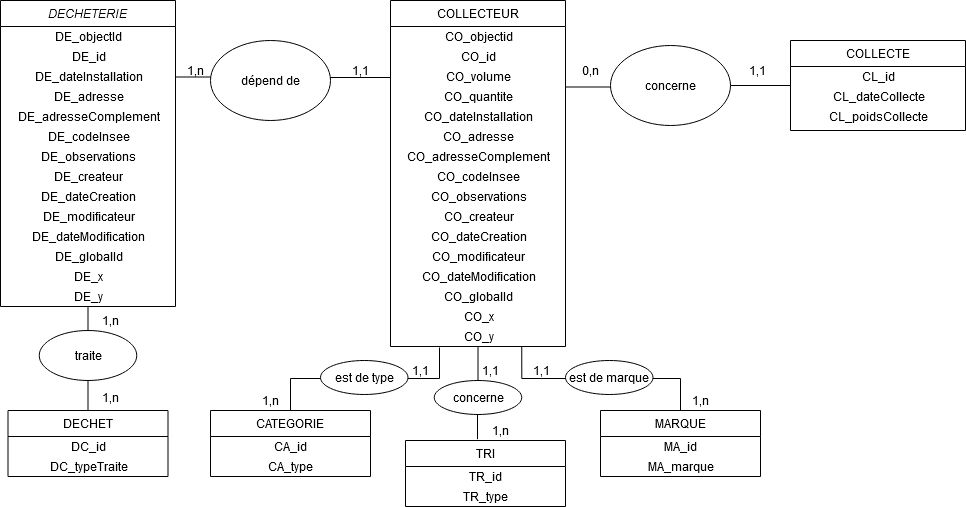 DECHETERIE
DE_objectId
DE_id
DE_dateInstallation
DE_adresse
DE_adresseComplement
DE_codeInsee
DE_observations
DE_createur
DE_dateCreation
DE_modificateur
DE_dateModification
DE_globalId
DE_x
DE_y
1,n
dépend de
1,1
COLLECTEUR
CO_objectid
CO_id
CO_volume
CO_quantite
CO_dateInstallation
CO_adresse
CO_adresseComplement
CO_codeInsee
CO_observations
CO_createur
CO_dateCreation
CO_modificateur
CO_dateModification
CO_globalId
CO_x
CO_y
0,n
concerne
1,1
COLLECTE
CL_id
CL_dateCollecte
CL_poidsCollecte
1,n
traite
1,n
DECHET
DC_id
DC_typeTraite
1,1
est de type
1,n
CATEGORIE
CA_id
CA_type
1,1
concerne
1,n
TRI
TR_id
TR_type
1,1
est de marque
1,n
MARQUE
MA_id
MA_marque